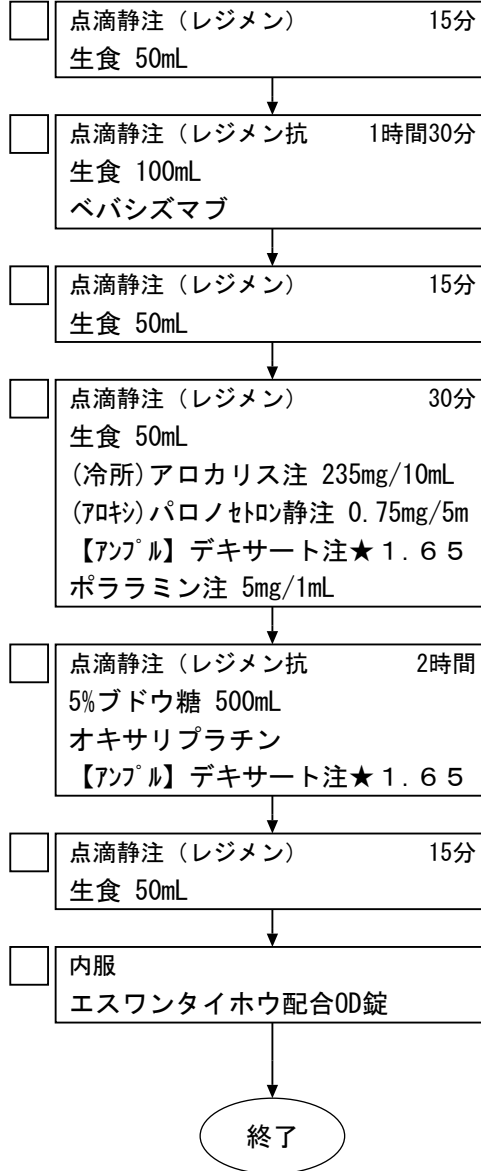 点滴静注（レジメン） 15分
生食 50mL
点滴静注（レジメン抗 1時間30分
生食 100mL
ベバシズマブ
点滴静注（レジメン） 15分
生食 50mL
点滴静注（レジメン） 30分
生食 50mL
(冷所)アロカリス注 235mg/10mL
(ｱﾛｷｼ)パロノｾﾄﾛﾝ静注 0.75mg/5m
【ｱﾝﾌﾟﾙ】デキサート注★１.６５
ポララミン注 5mg/1mL
点滴静注（レジメン抗 2時間
5%ブドウ糖 500mL
オキサリプラチン
【ｱﾝﾌﾟﾙ】デキサート注★１.６５
点滴静注（レジメン） 15分
生食 50mL
内服
エスワンタイホウ配合OD錠
終了